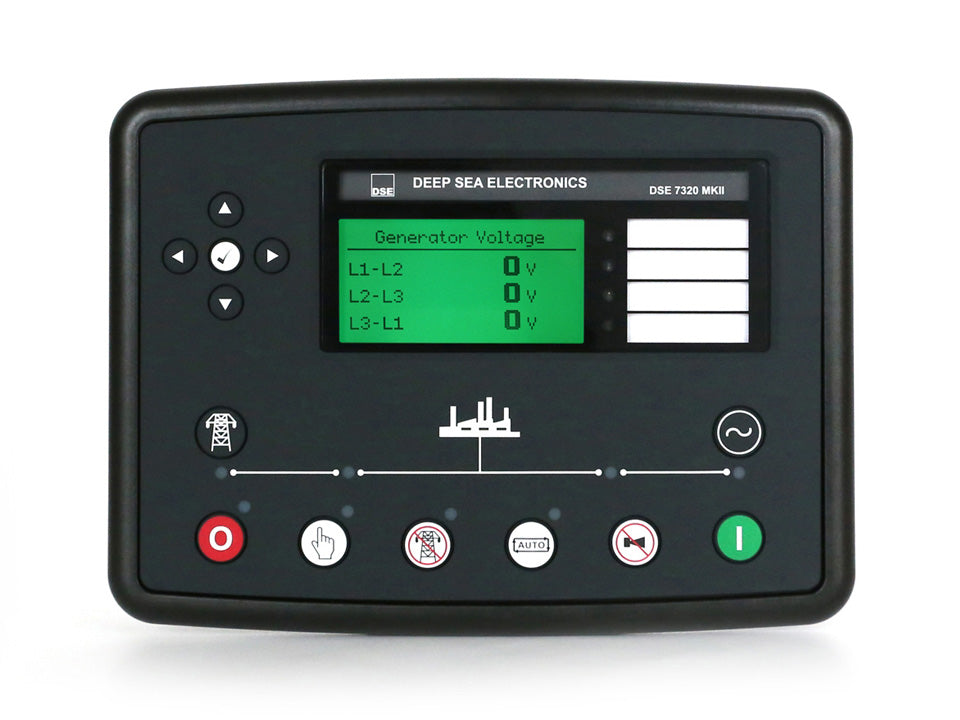 DSE
DEEP SEA ELECTRONICS
DSE 7320 MKII
Generator Voltage
L1-L2 0 V
L2-L3 0 V
L3-L1 0 V
O
AUTO
I